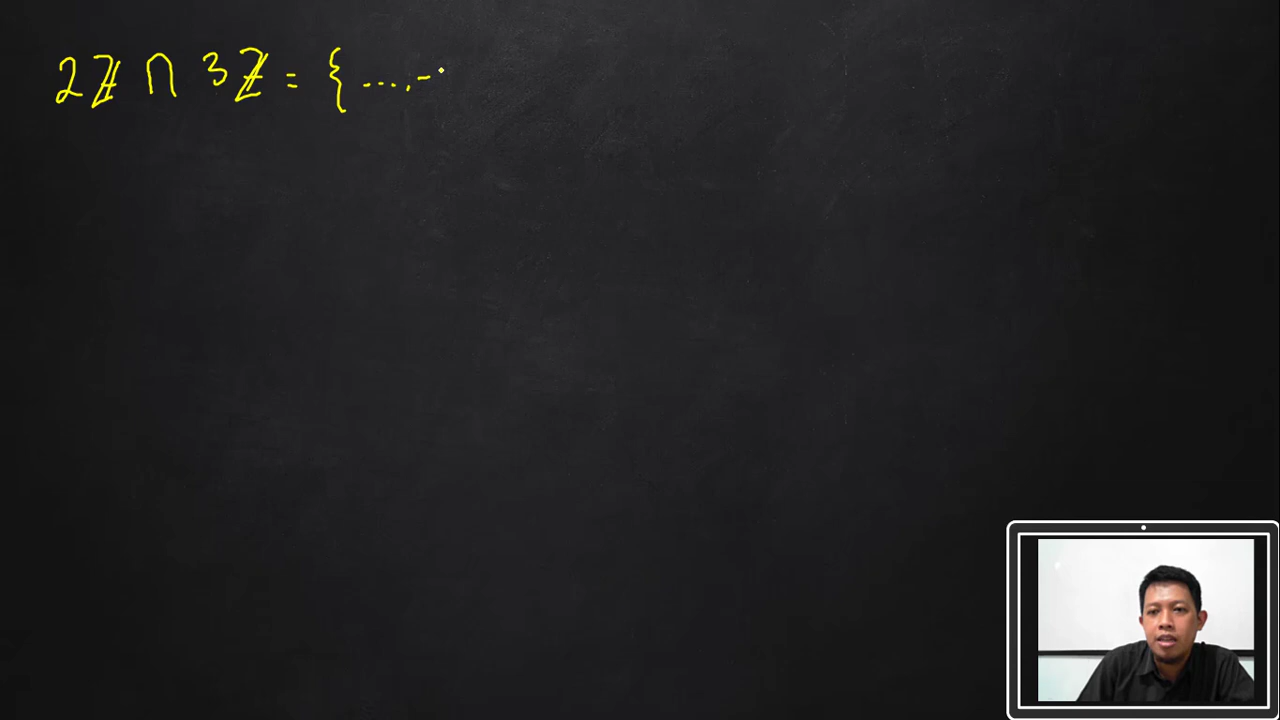 2ℤ ∩ 3ℤ = { ..., -